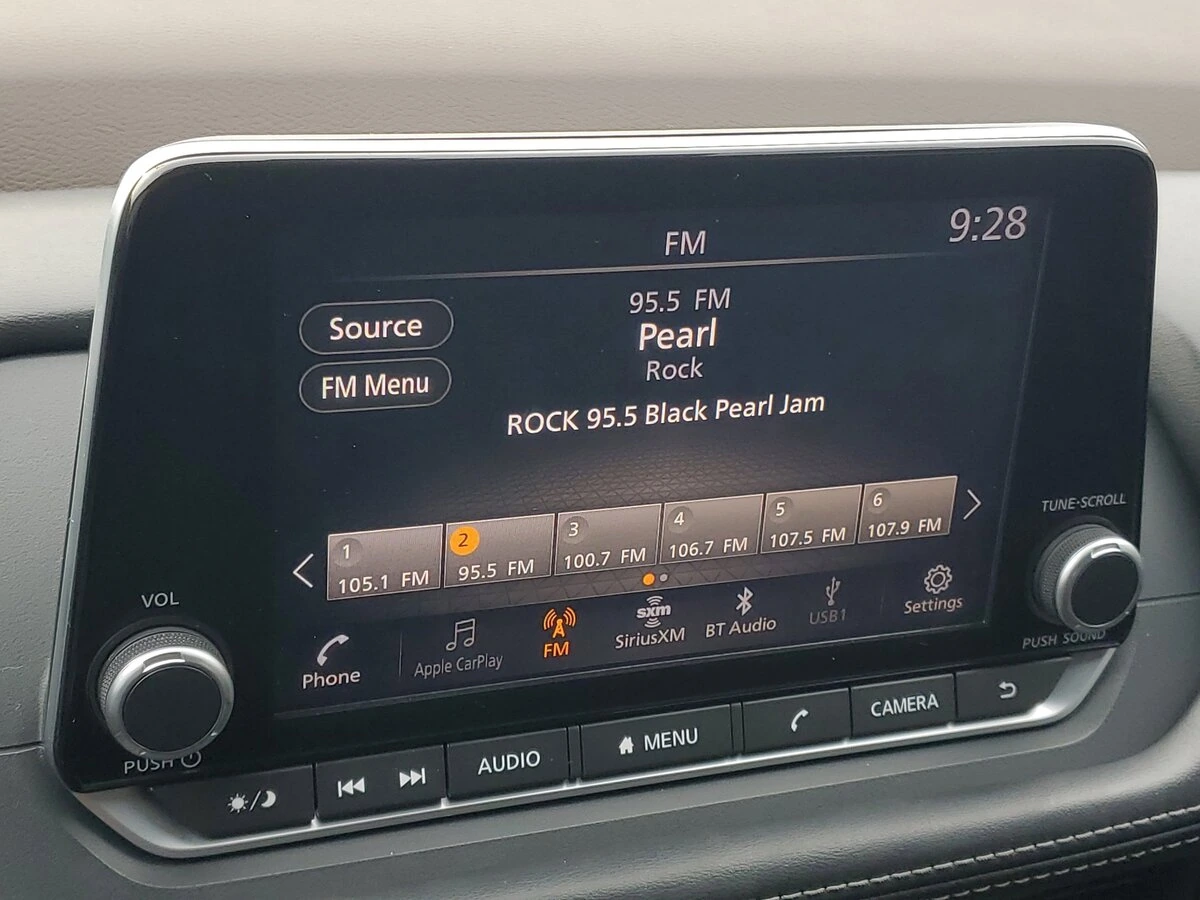 FM
9:28
Source
95.5 FM
Pearl
Rock
FM Menu
ROCK 95.5 Black Pearl Jam
1
105.1 FM
2
95.5 FM
3
100.7 FM
4
106.7 FM
5
107.5 FM
6
107.9 FM
TUNE·SCROLL
VOL
Phone
Apple CarPlay
FM
sxm
SiriusXM
BT Audio
USB1
Settings
PUSH SOUND
PUSH
AUDIO
MENU
CAMERA